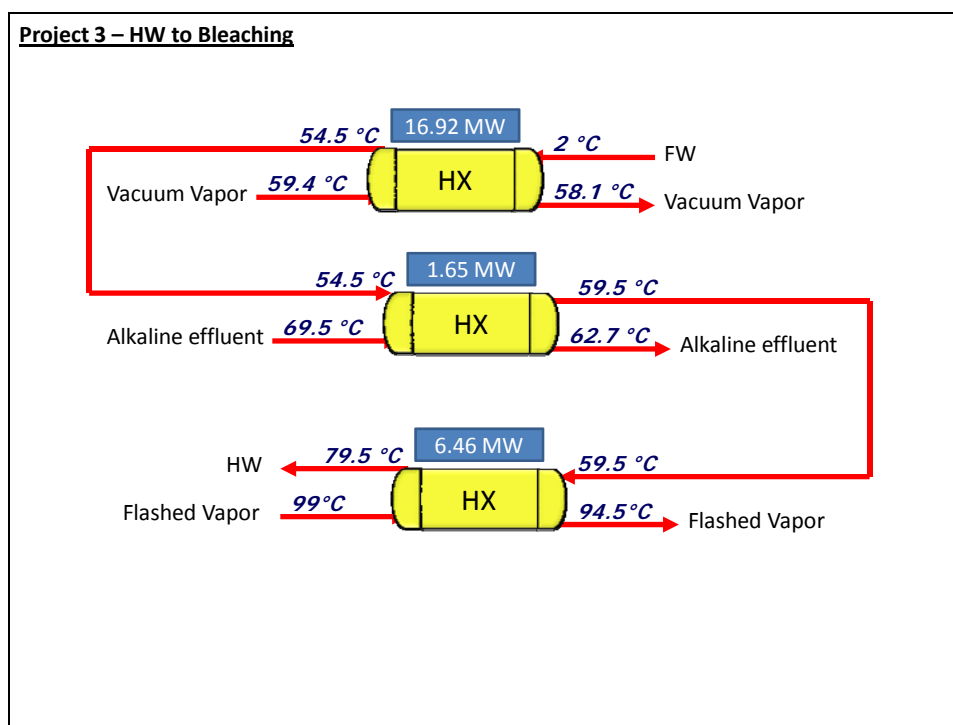 Project 3 – HW to Bleaching
16.92 MW
54.5 °C
2 °C
FW
HX
Vacuum Vapor
59.4 °C
58.1 °C
Vacuum Vapor
1.65 MW
54.5 °C
59.5 °C
HX
Alkaline effluent
69.5 °C
62.7 °C
Alkaline effluent
6.46 MW
HW
79.5 °C
59.5 °C
HX
Flashed Vapor
99°C
94.5°C
Flashed Vapor